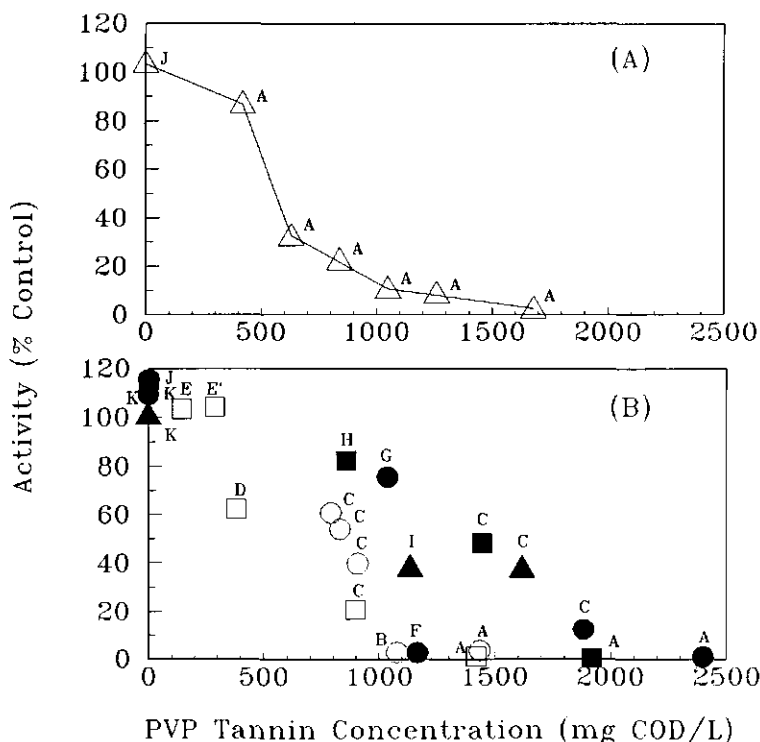 120
(A)
J
100
A
80
60
40
A
A
20
A
A
A
0
0 500 1000 1500 2000 2500
Activity (% Control)
120
J
(B)
K K E E'
100
K
H
80
G
D
C
60
C
C
C
I
C
40
C
20
C
B F A A A A
0
0 500 1000 1500 2000 2500
PVP Tannin Concentration (mg COD/L)